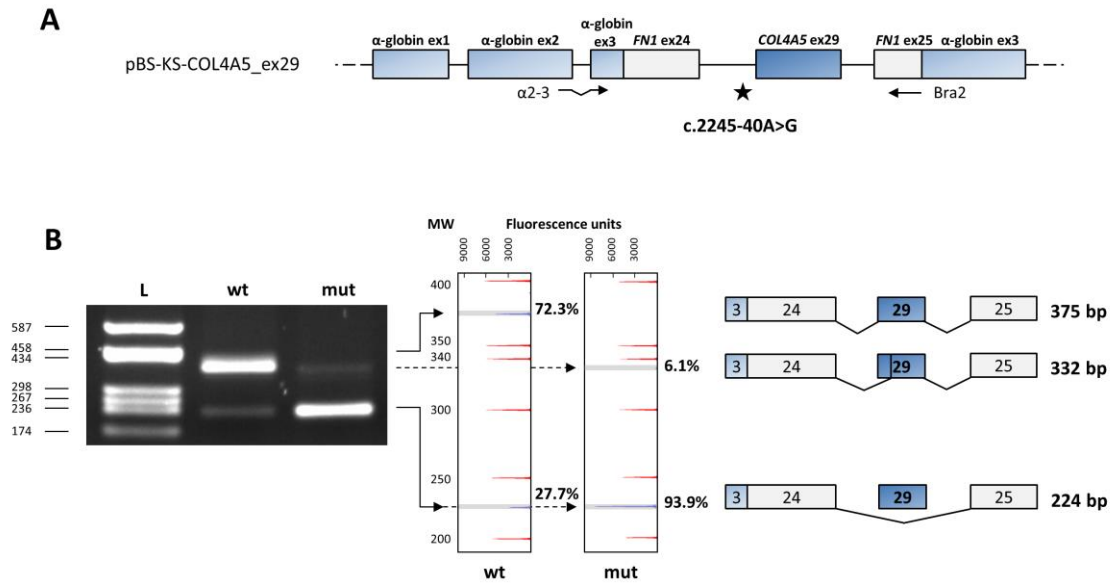 A
α-globin ex1
α-globin ex2
α-globin
ex3
FN1 ex24
COL4A5 ex29
FN1 ex25
α-globin ex3
pBS-KS-COL4A5_ex29
α2-3
Bra2
c.2245-40A>G
B
L
wt
mut
587
458
434
298
267
236
174
MW
Fluorescence units
9000
6000
3000
9000
6000
3000
400
350
340
300
250
200
72.3%
27.7%
6.1%
93.9%
wt
mut
3
24
29
25
375 bp
3
24
29
25
332 bp
3
24
29
25
224 bp